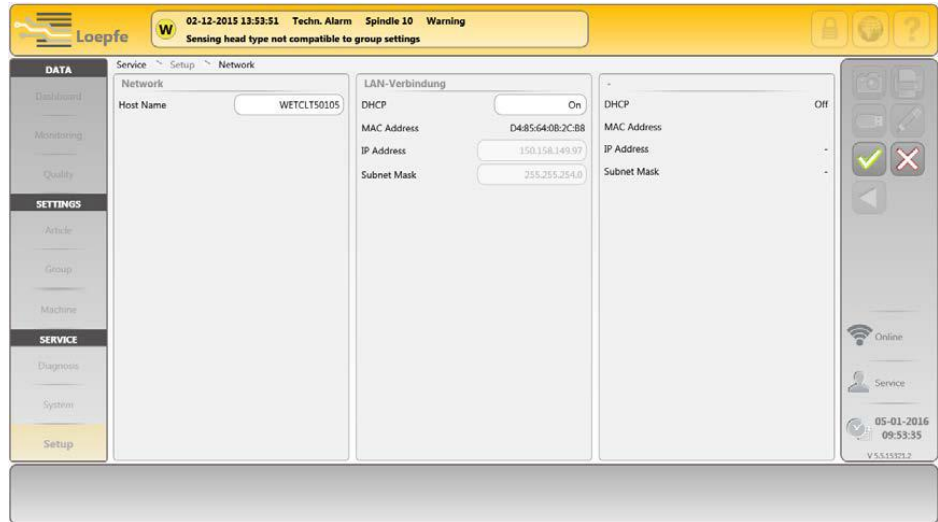 Loepfe
W
02-12-2015 13:53:51 Techn. Alarm Spindle 10 Warning
Sensing head type not compatible to group settings
?
DATA
Dashboard
Monitoring
Quality
SETTINGS
Article
Group
Machine
SERVICE
Diagnosis
System
Setup
Service Setup Network
Network
Host Name WETCLT50105
LAN-Verbindung
DHCP On
MAC Address D4:85:64:0B:2C:B8
IP Address 150.158.149.97
Subnet Mask 255.255.254.0
-
DHCP Off
MAC Address
IP Address -
Subnet Mask -
Online
Service
05-01-2016
09:53:35
V 5.5.15321.2